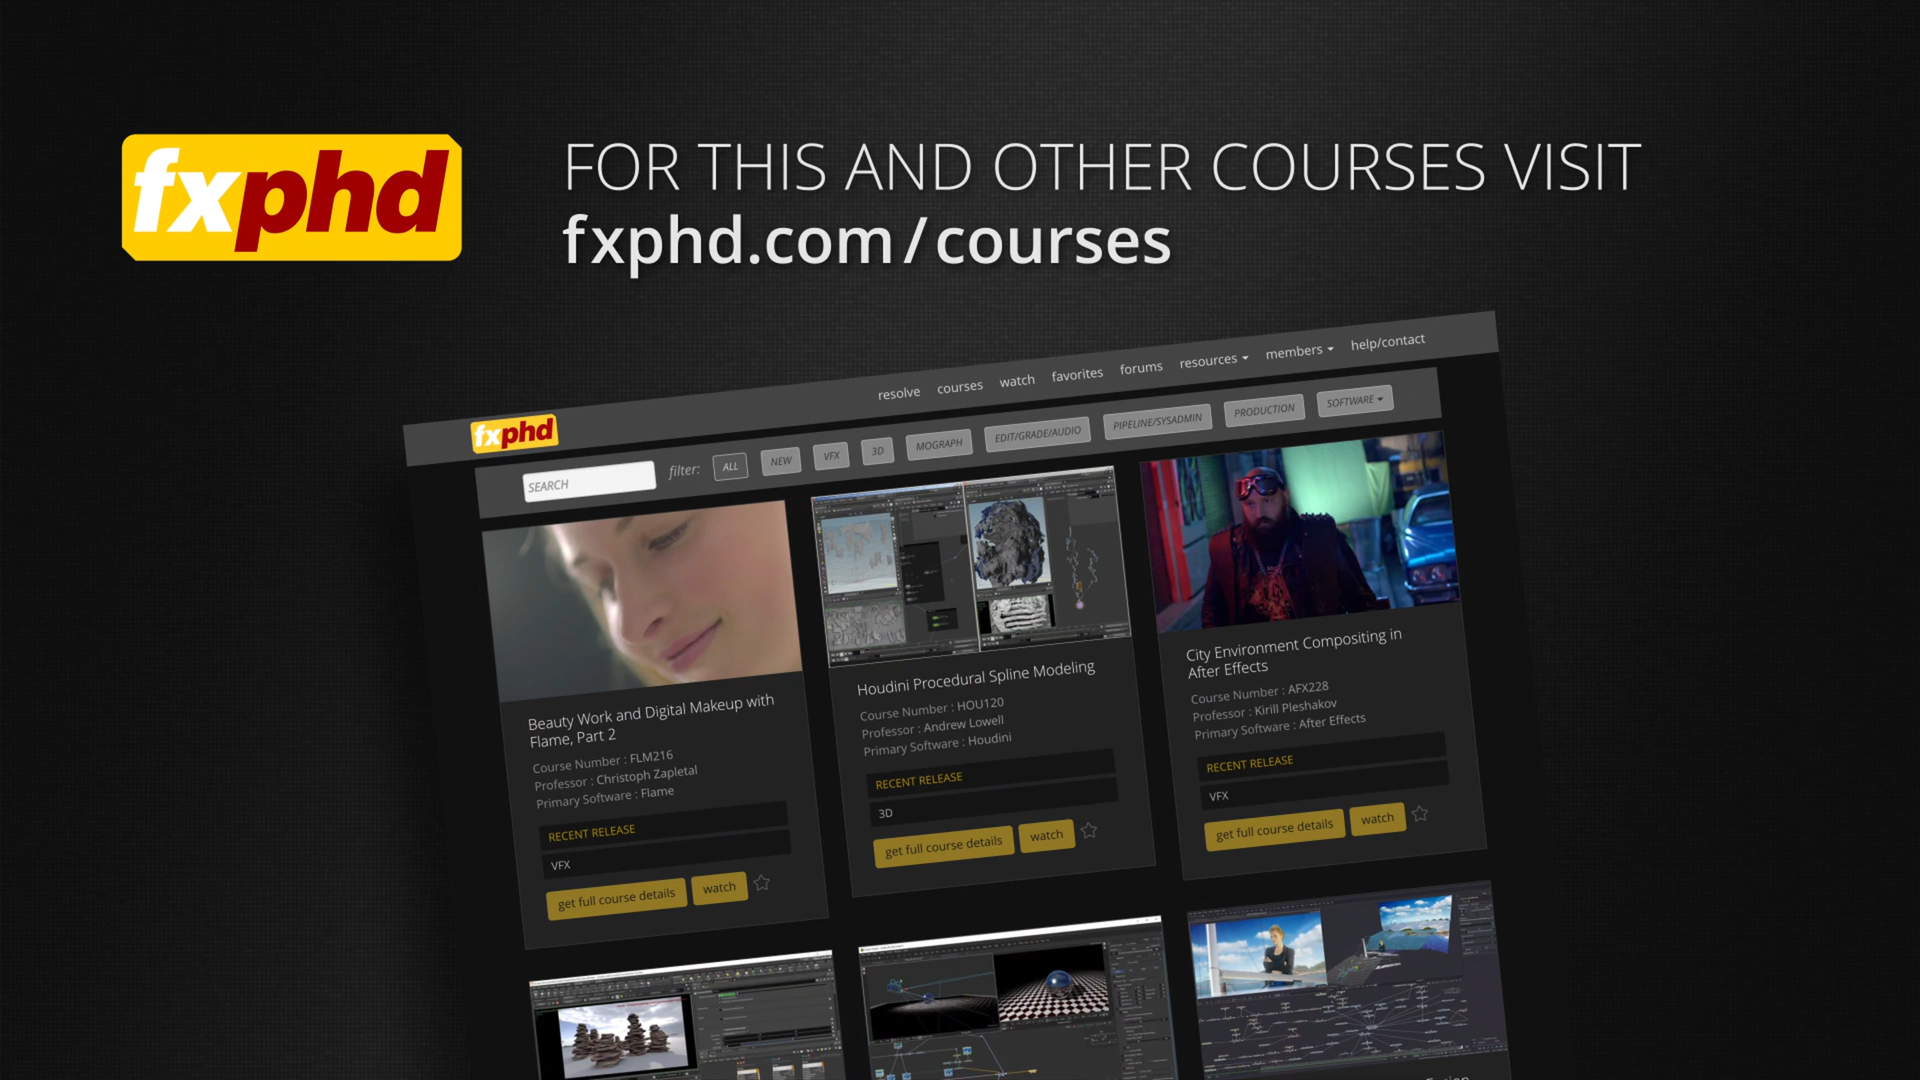 fxphd
FOR THIS AND OTHER COURSES VISIT
fxphd.com/courses
resolve courses watch favorites forums resources members help/contact
fxphd
SEARCH
filter: ALL NEW VFX 3D MOGRAPH EDIT/GRADE/AUDIO PIPELINE/SYSADMIN PRODUCTION SOFTWARE
Beauty Work and Digital Makeup with
Flame, Part 2
Course Number : FLM216
Professor : Christoph Zapletal
Primary Software : Flame
RECENT RELEASE
VFX
get full course details watch
Houdini Procedural Spline Modeling
Course Number : HOU120
Professor : Andrew Lowell
Primary Software : Houdini
RECENT RELEASE
3D
get full course details watch
City Environment Compositing in
After Effects
Course Number : AFX228
Professor : Kirill Pleshakov
Primary Software : After Effects
RECENT RELEASE
VFX
get full course details watch